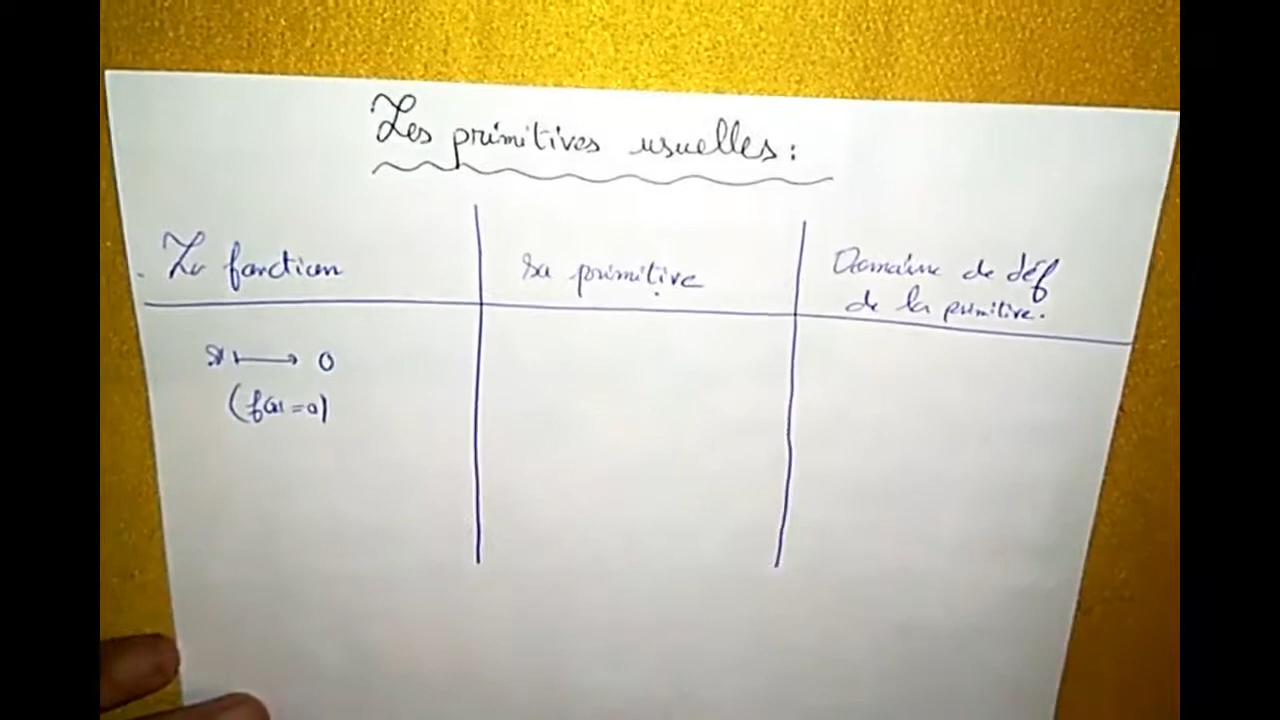 Les primitives usuelles :
La fonction
sa primitive
Domaine de déf
de la primitive.
x ⟼ 0
(f(x) = 0)